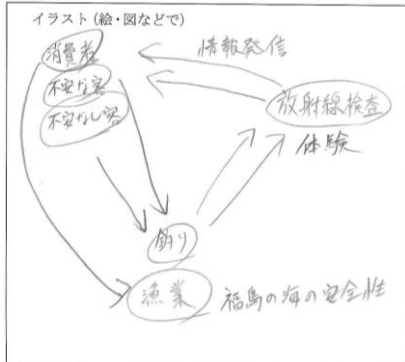 イラスト（絵・図などで）
消費者
不安な客
不安なし客
情報発信
放射線検査
体験
釣り
漁業
福島の海の安全性